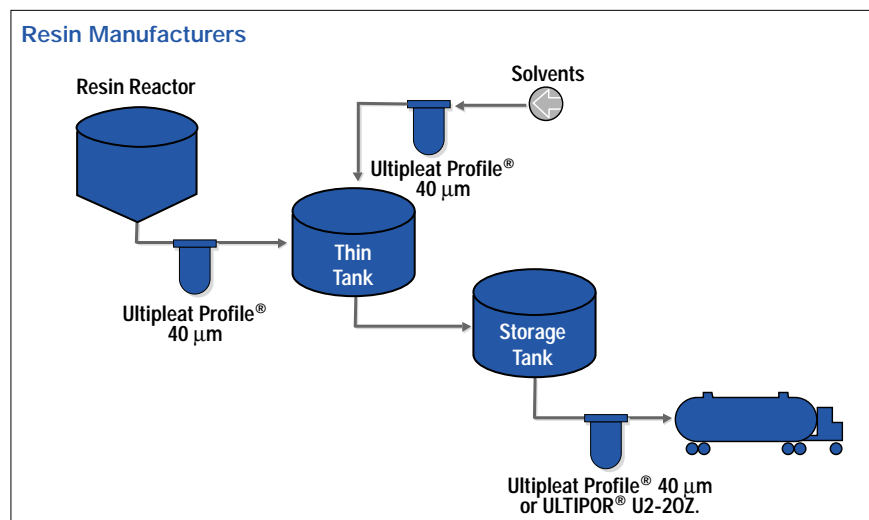 Resin Manufacturers
Resin Reactor
Solvents
Ultipleat Profile®
40 μm
Thin
Tank
Ultipleat Profile®
40 μm
Storage
Tank
Ultipleat Profile® 40 μm
or ULTIPOR® U2-20Z.